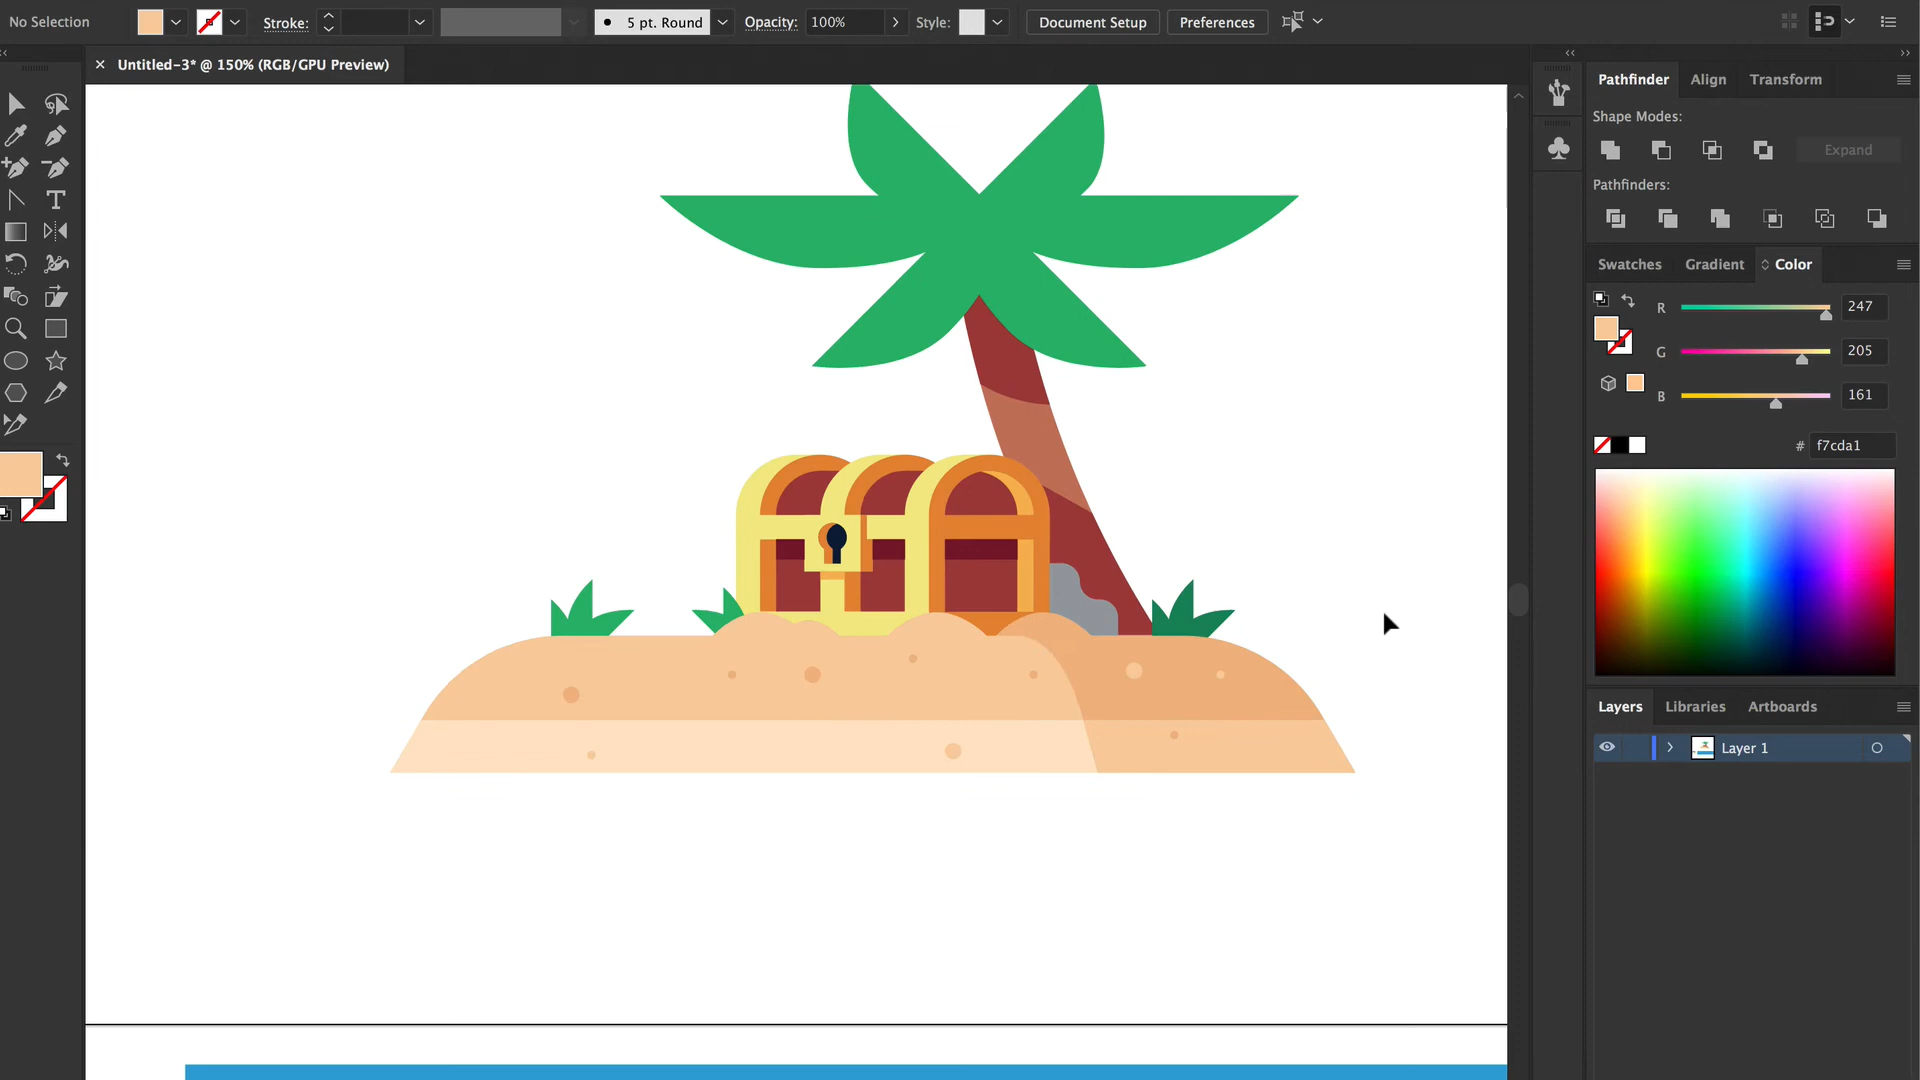 No Selection
Stroke:
5 pt. Round
Opacity:
100%
Style:
Document Setup
Preferences
× Untitled-3* @ 150% (RGB/GPU Preview)
Pathfinder
Align
Transform
Shape Modes:
Expand
Pathfinders:
Swatches
Gradient
Color
R
247
G
205
B
161
# f7cda1
Layers
Libraries
Artboards
Layer 1